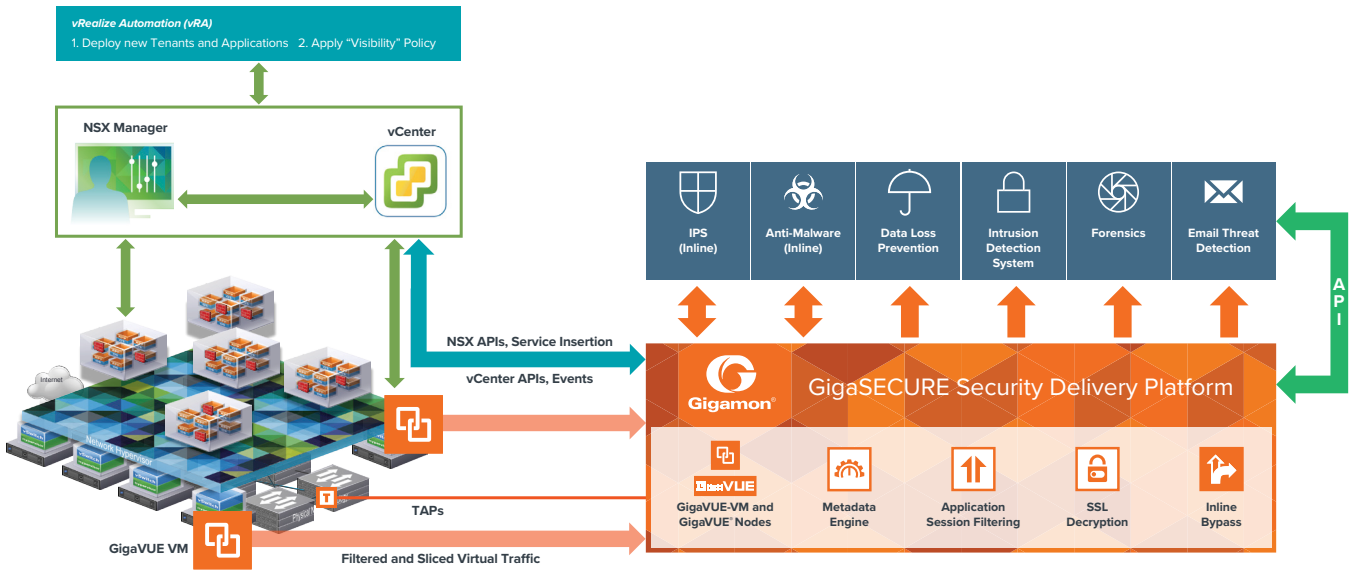 vRealize Automation (vRA)
1. Deploy new Tenants and Applications 2. Apply “Visibility” Policy
NSX Manager
vCenter
IPS
(Inline)
Anti-Malware
(Inline)
Data Loss
Prevention
Intrusion
Detection
System
Forensics
Email Threat
Detection
API
NSX APIs, Service Insertion
vCenter APIs, Events
Internet
Network Hypervisor
Gigamon®
GigaSECURE Security Delivery Platform
GigaVUE-VM and
GigaVUE® Nodes
Metadata
Engine
Application
Session Filtering
SSL
Decryption
Inline
Bypass
T
TAPs
GigaVUE VM
Filtered and Sliced Virtual Traffic